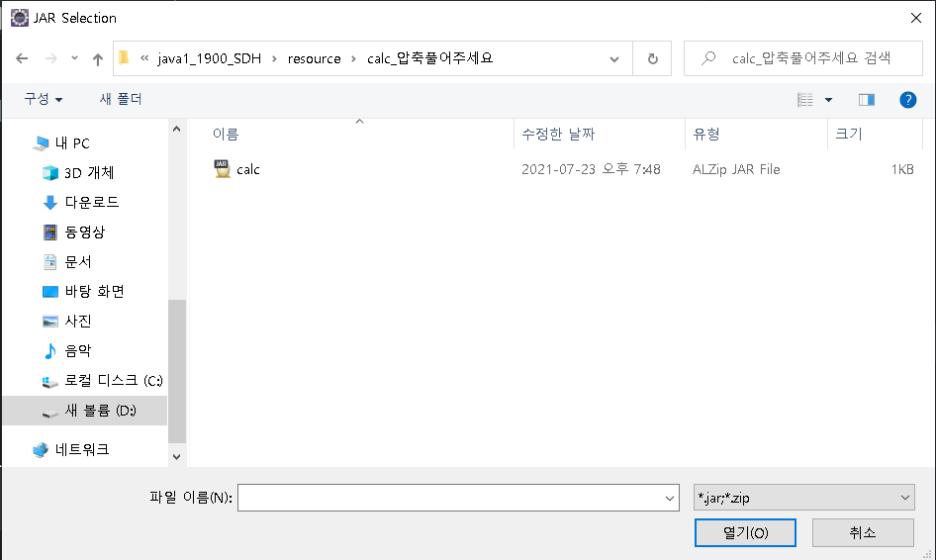 JAR Selection
« java1_1900_SDH › resource › calc_압축풀어주세요
calc_압축풀어주세요 검색
구성 새 폴더
이름 수정한 날짜 유형 크기
calc 2021-07-23 오후 7:48 ALZip JAR File 1KB
내 PC
3D 개체
다운로드
동영상
문서
바탕 화면
사진
음악
로컬 디스크 (C:)
새 볼륨 (D:)
네트워크
파일 이름(N):
*.jar;*.zip
열기(O) 취소